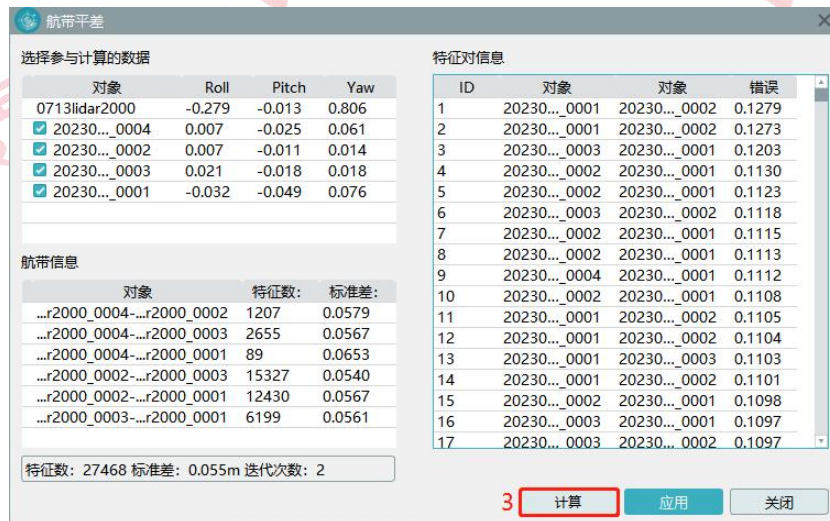 航带平差
选择参与计算的数据
对象 Roll Pitch Yaw
0713lidar2000 -0.279 -0.013 0.806
20230..._0004 0.007 -0.025 0.061
20230..._0002 0.007 -0.011 0.014
20230..._0003 0.021 -0.018 0.018
20230..._0001 -0.032 -0.049 0.076
航带信息
对象 特征数: 标准差:
...r2000_0004-...r2000_0002 1207 0.0579
...r2000_0004-...r2000_0003 2655 0.0567
...r2000_0004-...r2000_0001 89 0.0653
...r2000_0002-...r2000_0003 15327 0.0540
...r2000_0002-...r2000_0001 12430 0.0567
...r2000_0003-...r2000_0001 6199 0.0561
特征数: 27468 标准差: 0.055m 迭代次数: 2
特征对信息
ID 对象 对象 错误
1 20230..._0001 20230..._0002 0.1279
2 20230..._0001 20230..._0002 0.1273
3 20230..._0003 20230..._0001 0.1203
4 20230..._0002 20230..._0001 0.1130
5 20230..._0002 20230..._0001 0.1123
6 20230..._0003 20230..._0002 0.1118
7 20230..._0002 20230..._0001 0.1115
8 20230..._0002 20230..._0001 0.1113
9 20230..._0004 20230..._0001 0.1112
10 20230..._0002 20230..._0001 0.1108
11 20230..._0001 20230..._0002 0.1105
12 20230..._0001 20230..._0002 0.1104
13 20230..._0001 20230..._0003 0.1103
14 20230..._0001 20230..._0002 0.1101
15 20230..._0002 20230..._0001 0.1098
16 20230..._0003 20230..._0001 0.1097
17 20230..._0003 20230..._0002 0.1097
3 计算 应用 关闭